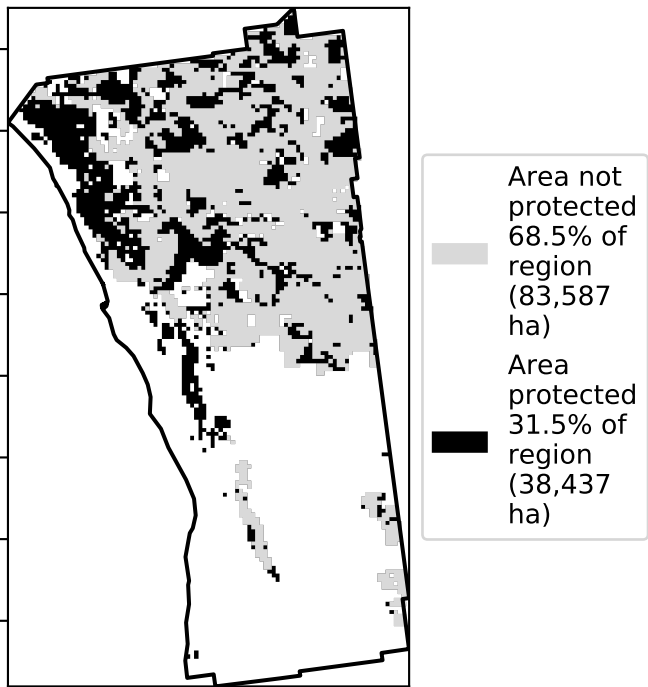 Area not
protected
68.5% of
region
(83,587
ha)
Area
protected
31.5% of
region
(38,437
ha)